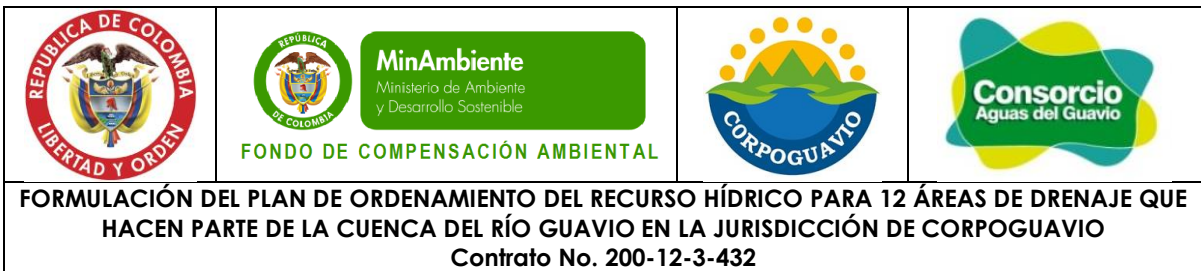 REPUBLICA DE COLOMBIA
LIBERTAD Y ORDEN
REPÚBLICA
DE COLOMBIA
MinAmbiente
Ministerio de Ambiente
y Desarrollo Sostenible
FONDO DE COMPENSACIÓN AMBIENTAL
CORPOGUAVIO
Consorcio
Aguas del Guavio
FORMULACIÓN DEL PLAN DE ORDENAMIENTO DEL RECURSO HÍDRICO PARA 12 ÁREAS DE DRENAJE QUE
HACEN PARTE DE LA CUENCA DEL RÍO GUAVIO EN LA JURISDICCIÓN DE CORPOGUAVIO
Contrato No. 200-12-3-432